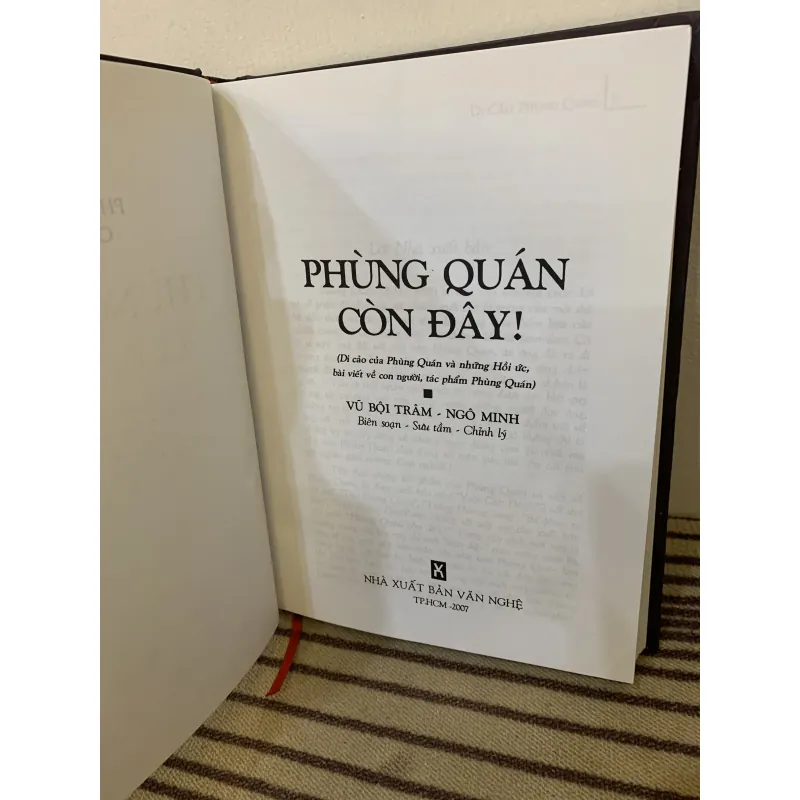 PHÙNG QUÁN
CÒN ĐÂY!
(Di cảo của Phùng Quán và những Hồi ức,
bài viết về con người, tác phẩm Phùng Quán)
VŨ BỘI TRÂM - NGÔ MINH
Biên soạn - Sưu tầm - Chỉnh lý
NHÀ XUẤT BẢN VĂN NGHỆ
TP.HCM -2007